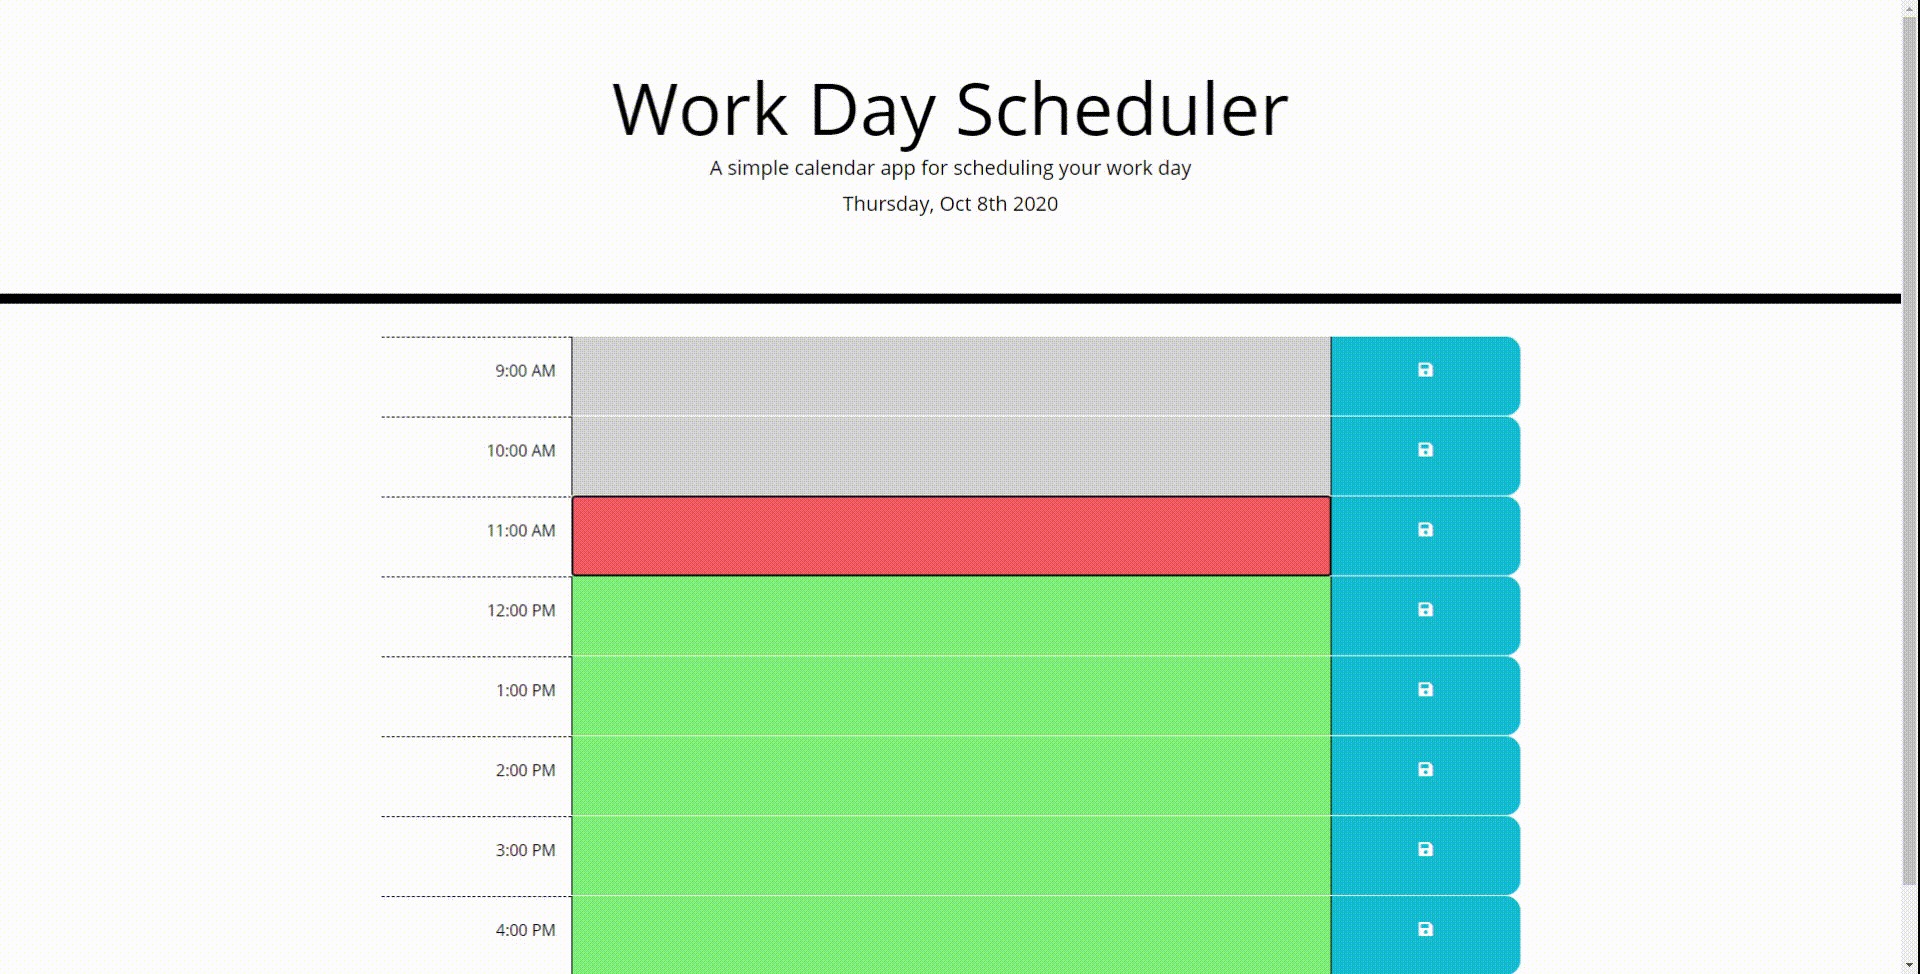 Work Day Scheduler
A simple calendar app for scheduling your work day
Thursday, Oct 8th 2020
9:00 AM
10:00 AM
11:00 AM
12:00 PM
1:00 PM
2:00 PM
3:00 PM
4:00 PM